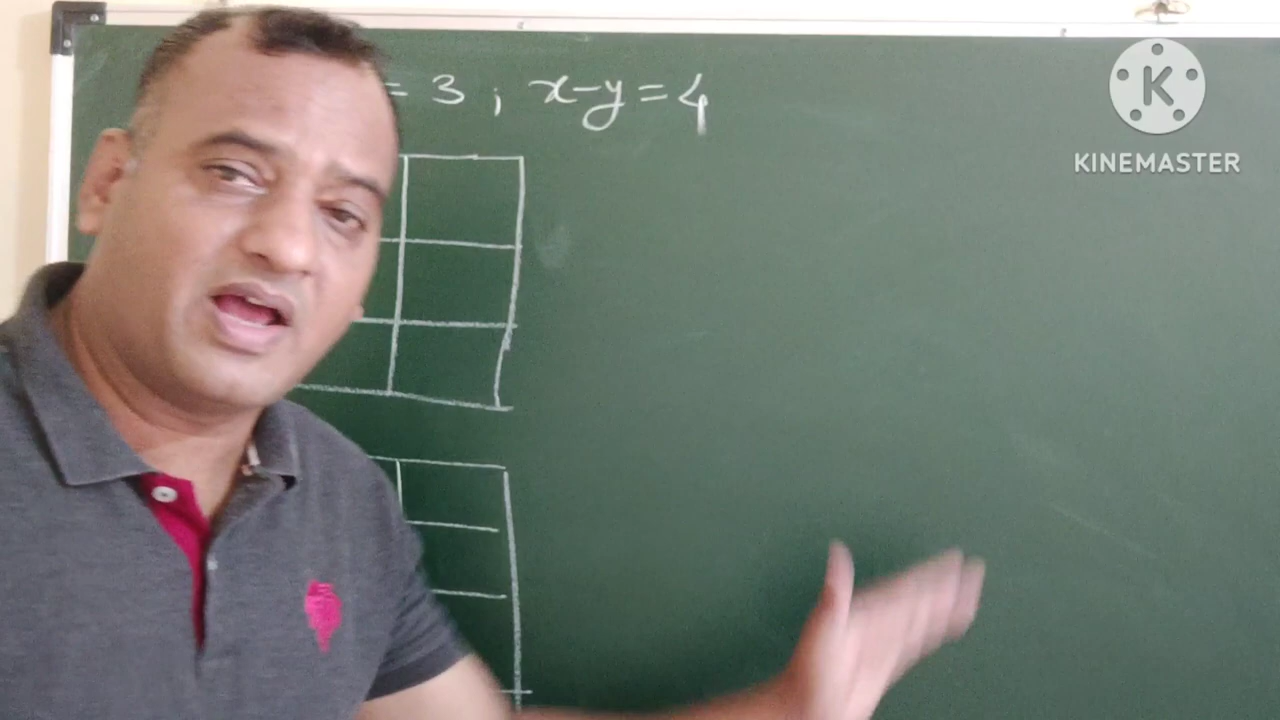 = 3 ; x-y = 4
K
KINEMASTER